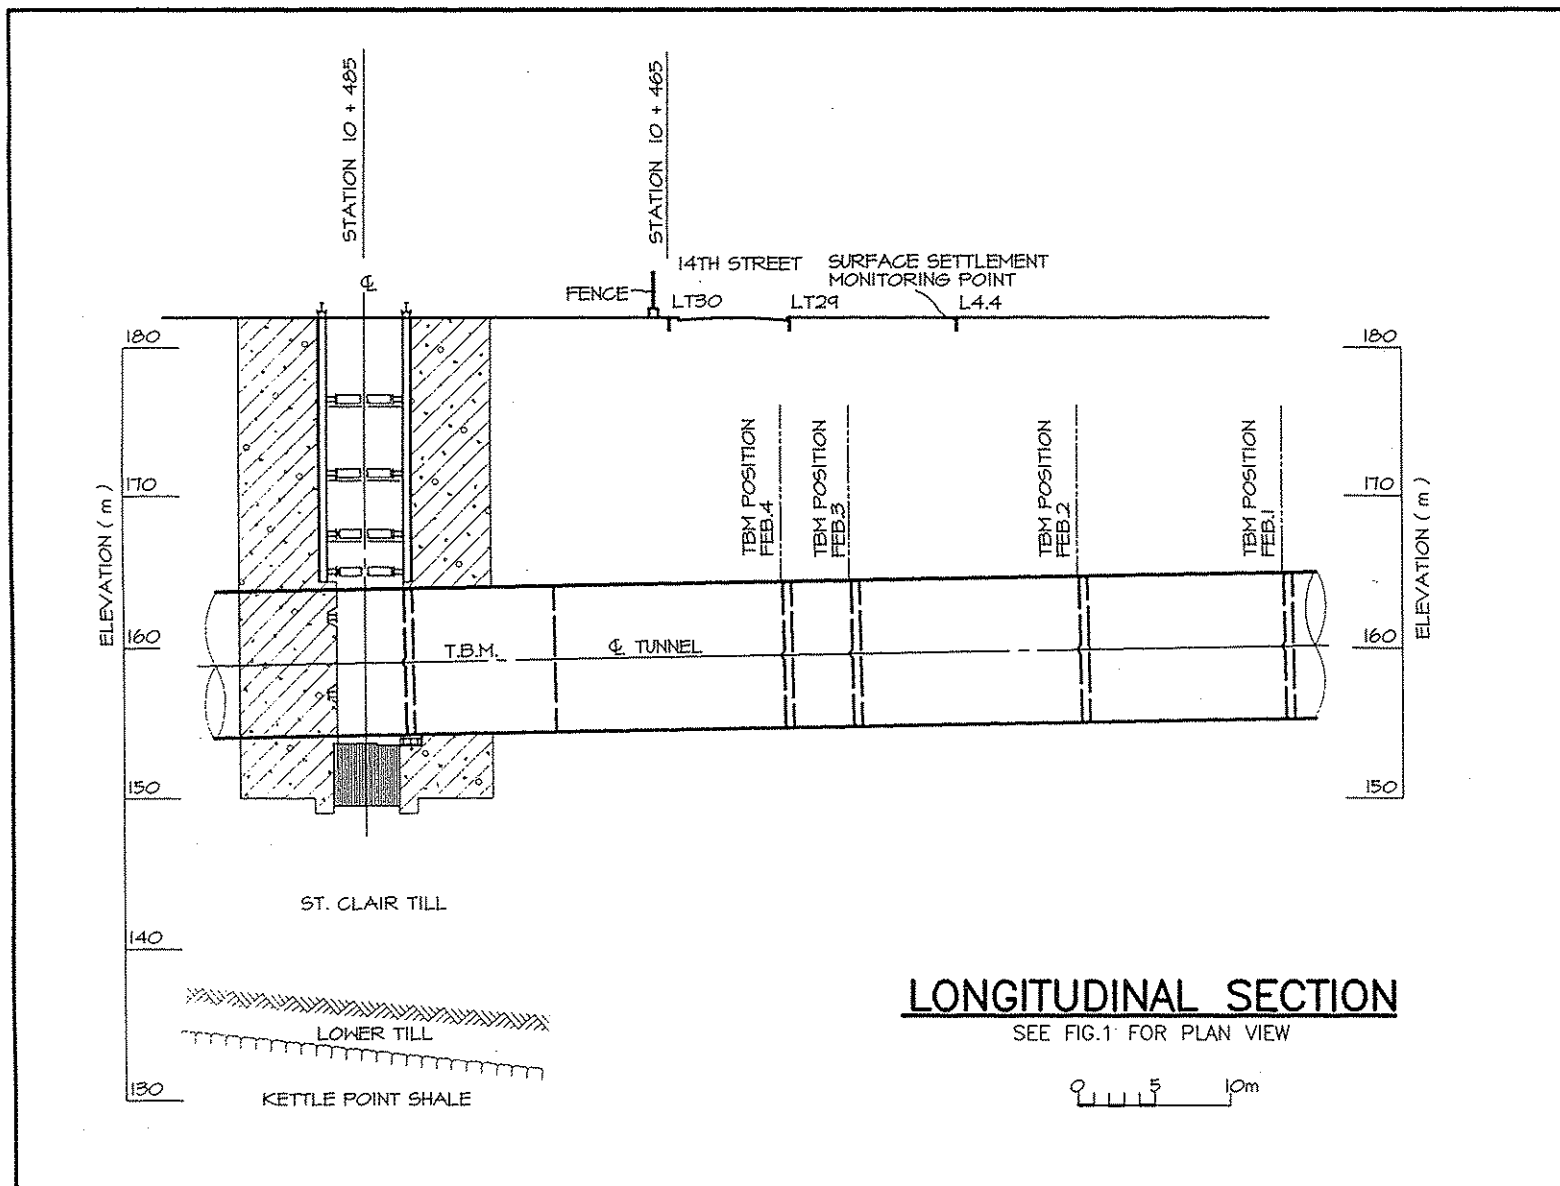 STATION 10 + 485
STATION 10 + 465
℄
14TH STREET
SURFACE SETTLEMENT
MONITORING POINT
FENCE
LT30
LT29
L4.4
180
170
160
150
140
130
ELEVATION ( m )
180
170
160
150
ELEVATION ( m )
TBM POSITION
FEB.4
TBM POSITION
FEB.3
TBM POSITION
FEB.2
TBM POSITION
FEB.1
T.B.M.
℄ TUNNEL
ST. CLAIR TILL
LOWER TILL
KETTLE POINT SHALE
LONGITUDINAL SECTION
SEE FIG.1 FOR PLAN VIEW
0 5 10m